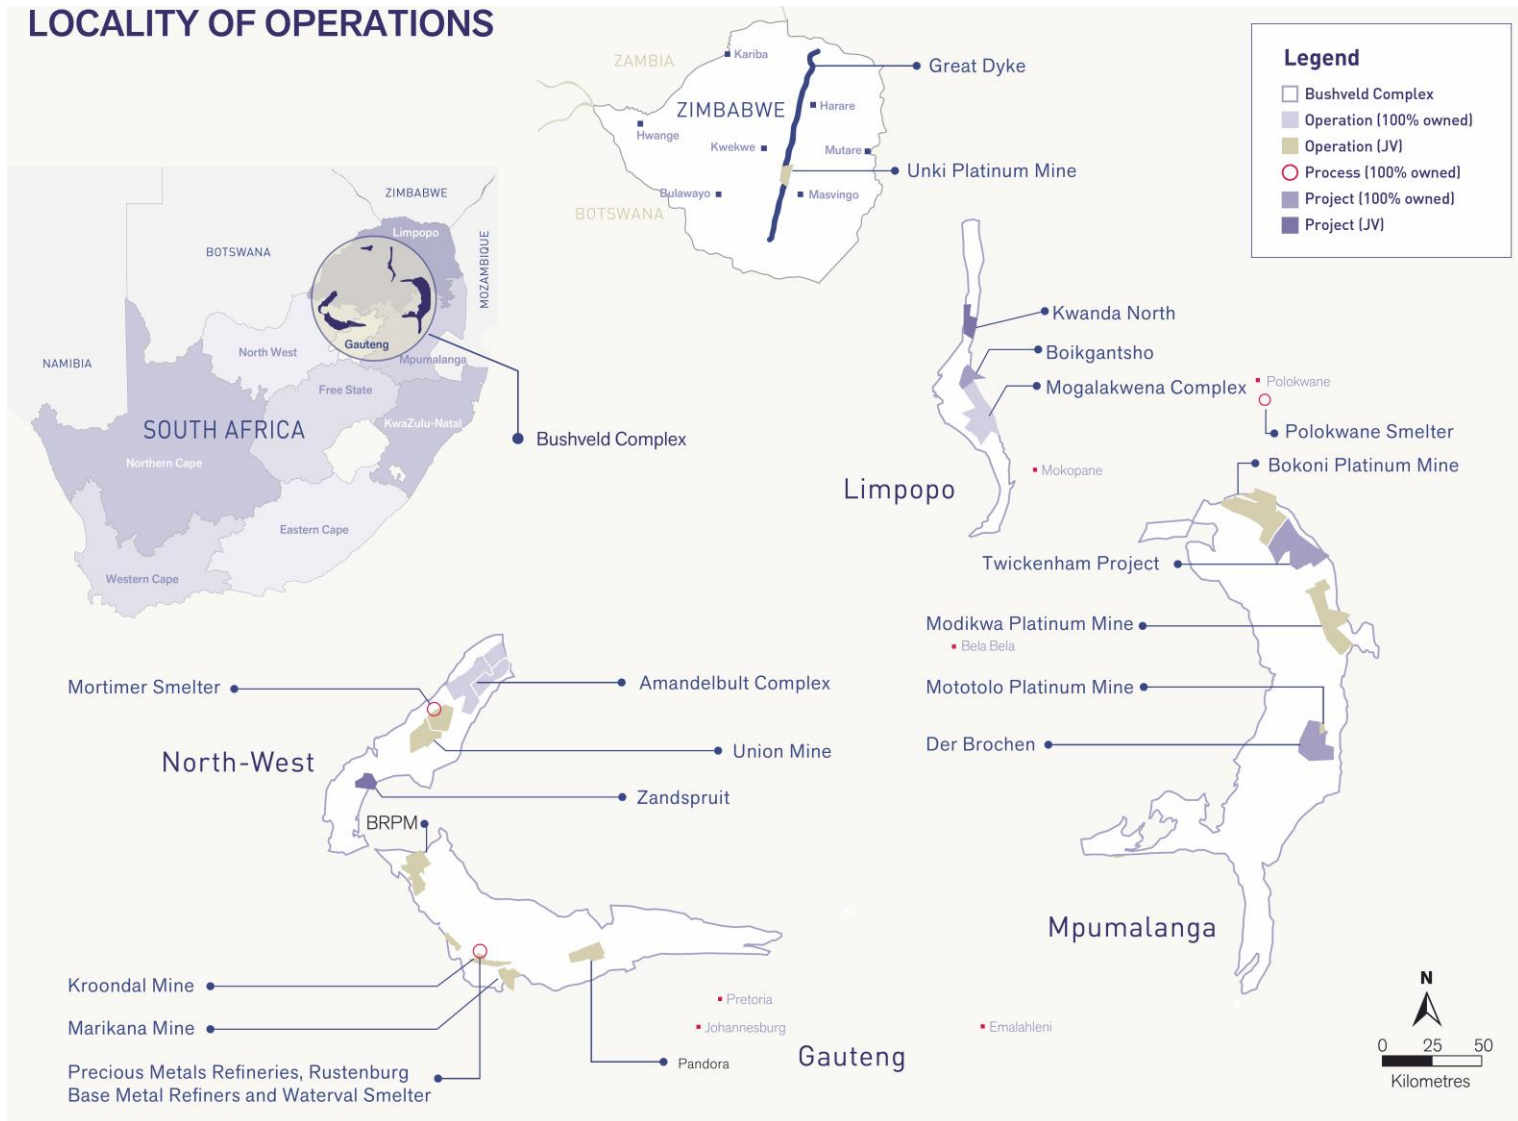 LOCALITY OF OPERATIONS
ZAMBIA
Kariba
ZIMBABWE
Great Dyke
Harare
Hwange
Kwekwe
Mutare
Unki Platinum Mine
Bulawayo
Masvingo
BOTSWANA
Legend
Bushveld Complex
Operation (100% owned)
Operation (JV)
Process (100% owned)
Project (100% owned)
Project (JV)
ZIMBABWE
Limpopo
BOTSWANA
MOZAMBIQUE
Gauteng
North West
Mpumalanga
NAMIBIA
Free State
SOUTH AFRICA
KwaZulu-Natal
Northern Cape
Eastern Cape
Western Cape
Bushveld Complex
Kwanda North
Boikgantsho
Mogalakwena Complex
Polokwane
Polokwane Smelter
Bokoni Platinum Mine
Mokopane
Limpopo
Twickenham Project
Modikwa Platinum Mine
Bela Bela
Mototolo Platinum Mine
Der Brochen
Mpumalanga
Mortimer Smelter
Amandelbult Complex
Union Mine
North-West
Zandspruit
BRPM
Kroondal Mine
Marikana Mine
Precious Metals Refineries, Rustenburg
Base Metal Refiners and Waterval Smelter
Pandora
Pretoria
Johannesburg
Gauteng
Emalahleni
N
0 25 50
Kilometres